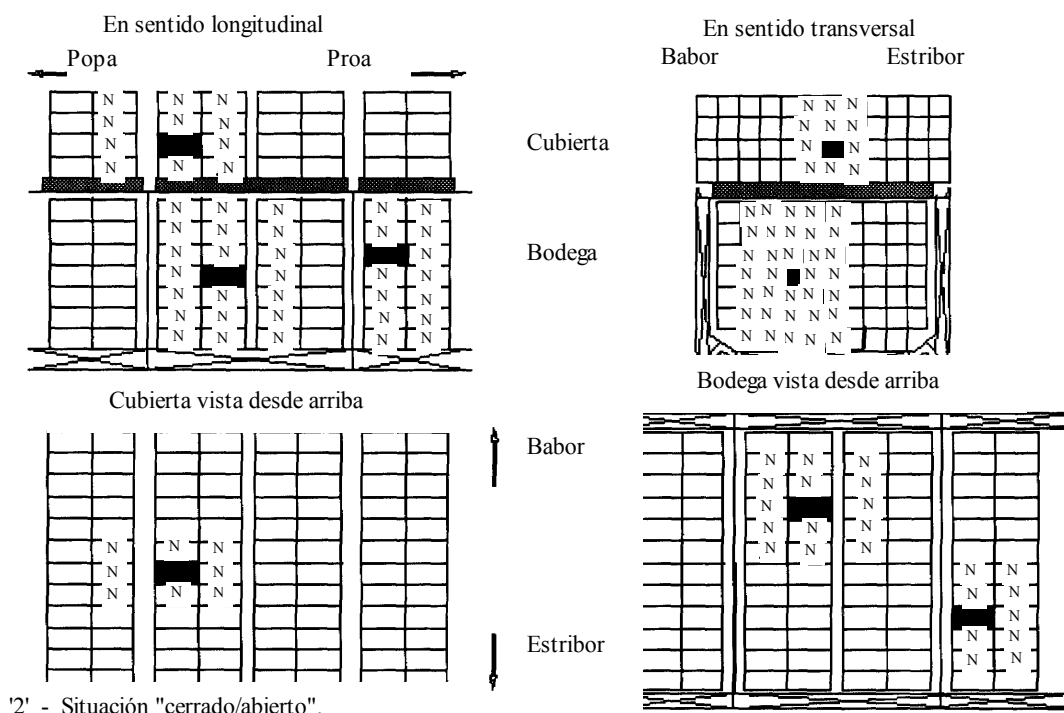 En sentido longitudinal
Popa Proa
N N N
N N N
N N
N N N
N N N N N
N N N N N
N N N N
N N N N
N N N N N
N N N N N
N N N N N
En sentido transversal
Babor Estribor
Cubierta
N N N
N N N
N N
N N N
Bodega
N N N N N
N N N N N
N N N N N
N N N N
N N N N N
N N N N N
N N N N N
Cubierta vista desde arriba
N N N
N N
N N N
Babor
Estribor
Bodega vista desde arriba
N N N
N N N
N N
N N N
N N N
N N
N N
N
N N
N N
'2' - Situación "cerrado/abierto".